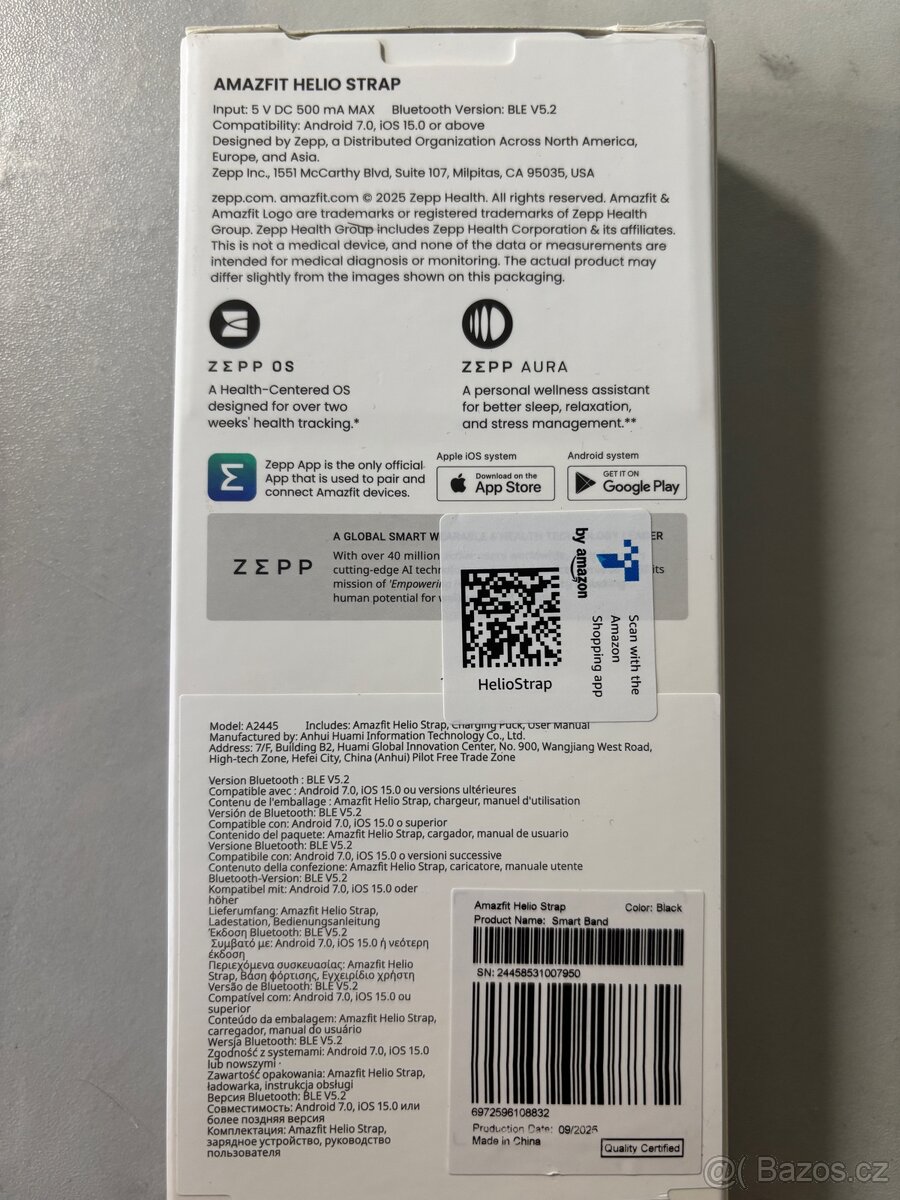 AMAZFIT HELIO STRAP
Input: 5 V DC 500 mA MAX Bluetooth Version: BLE V5.2
Compatibility: Android 7.0, iOS 15.0 or above
Designed by Zepp, a Distributed Organization Across North America,
Europe, and Asia.
Zepp Inc., 1551 McCarthy Blvd, Suite 107, Milpitas, CA 95035, USA
zepp.com. amazfit.com © 2025 Zepp Health. All rights reserved. Amazfit &
Amazfit Logo are trademarks or registered trademarks of Zepp Health
Group. Zepp Health Group includes Zepp Health Corporation & its affiliates.
This is not a medical device, and none of the data or measurements are
intended for medical diagnosis or monitoring. The actual product may
differ slightly from the images shown on this packaging.
ZΣPP OS
A Health-Centered OS
designed for over two
weeks' health tracking.*
ZΣPP AURA
A personal wellness assistant
for better sleep, relaxation,
and stress management.**
Zepp App is the only official
App that is used to pair and
connect Amazfit devices.
Apple iOS system
Download on the
App Store
Android system
GET IT ON
Google Play
ZΣPP
A GLOBAL SMART
With over 40 million
cutting-edge AI its
mission of
human potential for
by amazon
Scan with the
Amazon
Shopping app
HelioStrap
Model: A2445 Includes: Amazfit Helio Strap, Charging Puck, User Manual
Manufactured by: Anhui Huami Information Technology Co., Ltd.
Address: 7/F, Building B2, Huami Global Innovation Center, No. 900, Wangjiang West Road,
High-tech Zone, Hefei City, China (Anhui) Pilot Free Trade Zone
Version Bluetooth : BLE V5.2
Compatible avec : Android 7.0, iOS 15.0 ou versions ultérieures
Contenu de l'emballage : Amazfit Helio Strap, chargeur, manuel d'utilisation
Versión de Bluetooth: BLE V5.2
Compatible con: Android 7.0, iOS 15.0 o superior
Contenido del paquete: Amazfit Helio Strap, cargador, manual de usuario
Versione Bluetooth: BLE V5.2
Compatibile con: Android 7.0, iOS 15.0 o versioni successive
Contenuto della confezione: Amazfit Helio Strap, caricatore, manuale utente
Bluetooth-Version: BLE V5.2
Kompatibel mit: Android 7.0, iOS 15.0 oder
höher
Lieferumfang: Amazfit Helio Strap,
Ladestation, Bedienungsanleitung
Έκδοση Bluetooth: BLE V5.2
Συμβατό με: Android 7.0, iOS 15.0 ή νεότερη
έκδοση
Περιεχόμενα συσκευασίας: Amazfit Helio
Strap, Βάση φόρτισης, Εγχειρίδιο χρήστη
Versão de Bluetooth: BLE V5.2
Compatível com: Android 7.0, iOS 15.0 ou
superior
Conteúdo da embalagem: Amazfit Helio Strap,
carregador, manual do usuário
Wersja Bluetooth: BLE V5.2
Zgodność z systemami: Android 7.0, iOS 15.0
lub nowszymi
Zawartość opakowania: Amazfit Helio Strap,
ładowarka, instrukcja obsługi
Версия Bluetooth: BLE V5.2
Совместимость: Android 7.0, iOS 15.0 или
более поздняя версия
Комплектация: Amazfit Helio Strap,
зарядное устройство, руководство
пользователя
Amazfit Helio Strap Color: Black
Product Name: Smart Band
SN: 24458531007950
6972596108832
Production Date: 09/2025
Made in China
Quality Certified
@( Bazos.cz